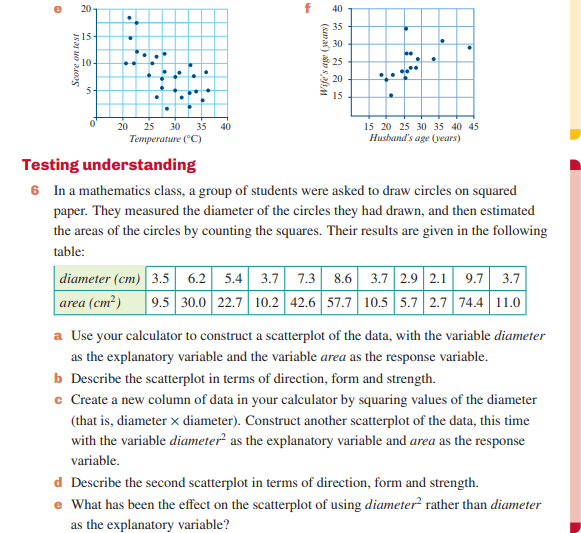 e
20
15
10
5
0
20 25 30 35 40
Score on test
Temperature (°C)
f
40
35
30
25
20
15
15 20 25 30 35 40 45
Wife's age (years)
Husband's age (years)
Testing understanding
6 In a mathematics class, a group of students were asked to draw circles on squared
paper. They measured the diameter of the circles they had drawn, and then estimated
the areas of the circles by counting the squares. Their results are given in the following
table:
diameter (cm) 3.5 6.2 5.4 3.7 7.3 8.6 3.7 2.9 2.1 9.7 3.7
area (cm²) 9.5 30.0 22.7 10.2 42.6 57.7 10.5 5.7 2.7 74.4 11.0
a Use your calculator to construct a scatterplot of the data, with the variable diameter
as the explanatory variable and the variable area as the response variable.
b Describe the scatterplot in terms of direction, form and strength.
c Create a new column of data in your calculator by squaring values of the diameter
(that is, diameter × diameter). Construct another scatterplot of the data, this time
with the variable diameter² as the explanatory variable and area as the response
variable.
d Describe the second scatterplot in terms of direction, form and strength.
e What has been the effect on the scatterplot of using diameter² rather than diameter
as the explanatory variable?